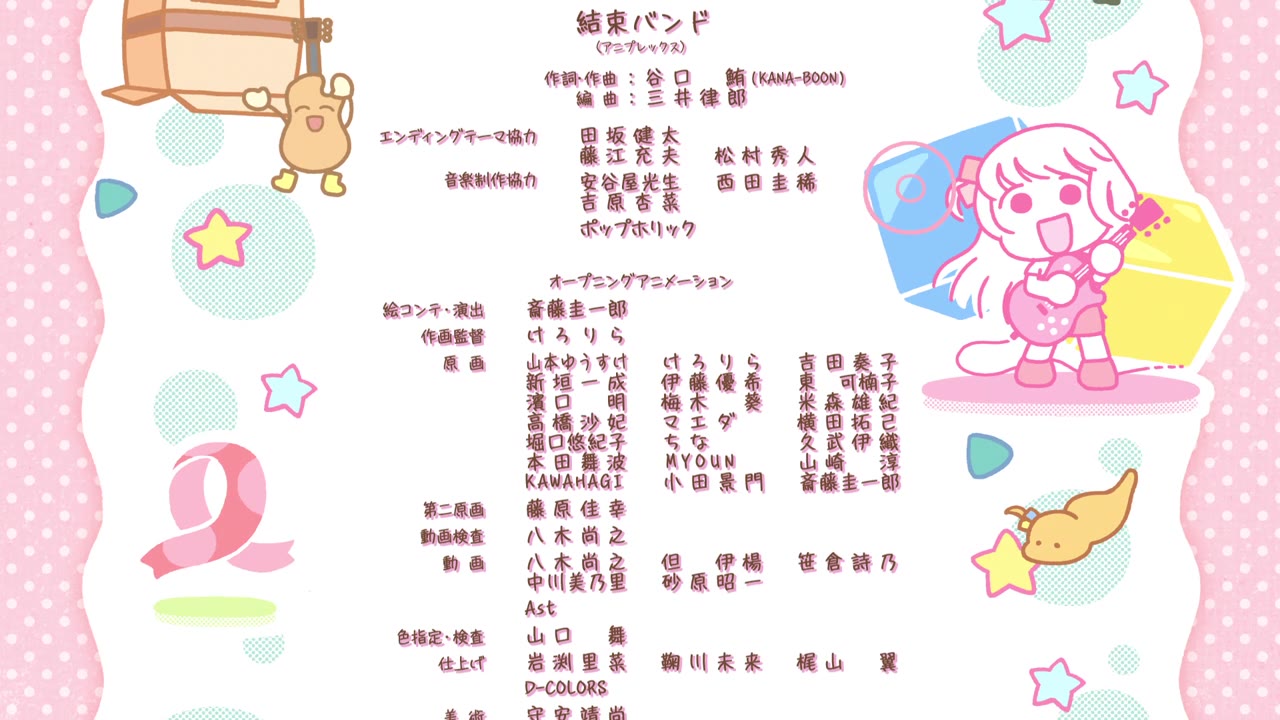 結束バンド
(アニプレックス)
作詞・作曲：谷口 鮪(KANA-BOON)
編曲：三井律郎
エンディングテーマ協力 田坂健太
藤江充夫 松村秀人
音楽制作協力 安谷屋光生 西田圭稀
吉原杏菜
ポップホリック
オープニングアニメーション
絵コンテ・演出 斎藤圭一郎
作画監督 けろりら
原画 山本ゆうすけ けろりら 吉田奏子
新垣一成 伊藤優希 東 可楠子
濱口 明 梅木 葵 米森雄紀
高橋沙妃 マエダ 横田拓己
堀口悠紀子 ちな 久武伊織
本田舞波 MYOUN 山崎 淳
KAWAHAGI 小田景門 斎藤圭一郎
第二原画 藤原佳幸
動画検査 八木尚之
動画 八木尚之 但 伊楊 笹倉詩乃
中川美乃里 砂原昭一
Ast
色指定・検査 山口 舞
仕上げ 岩渕里菜 鞠川未来 梶山 翼
D-COLORS
美術 守安靖尚